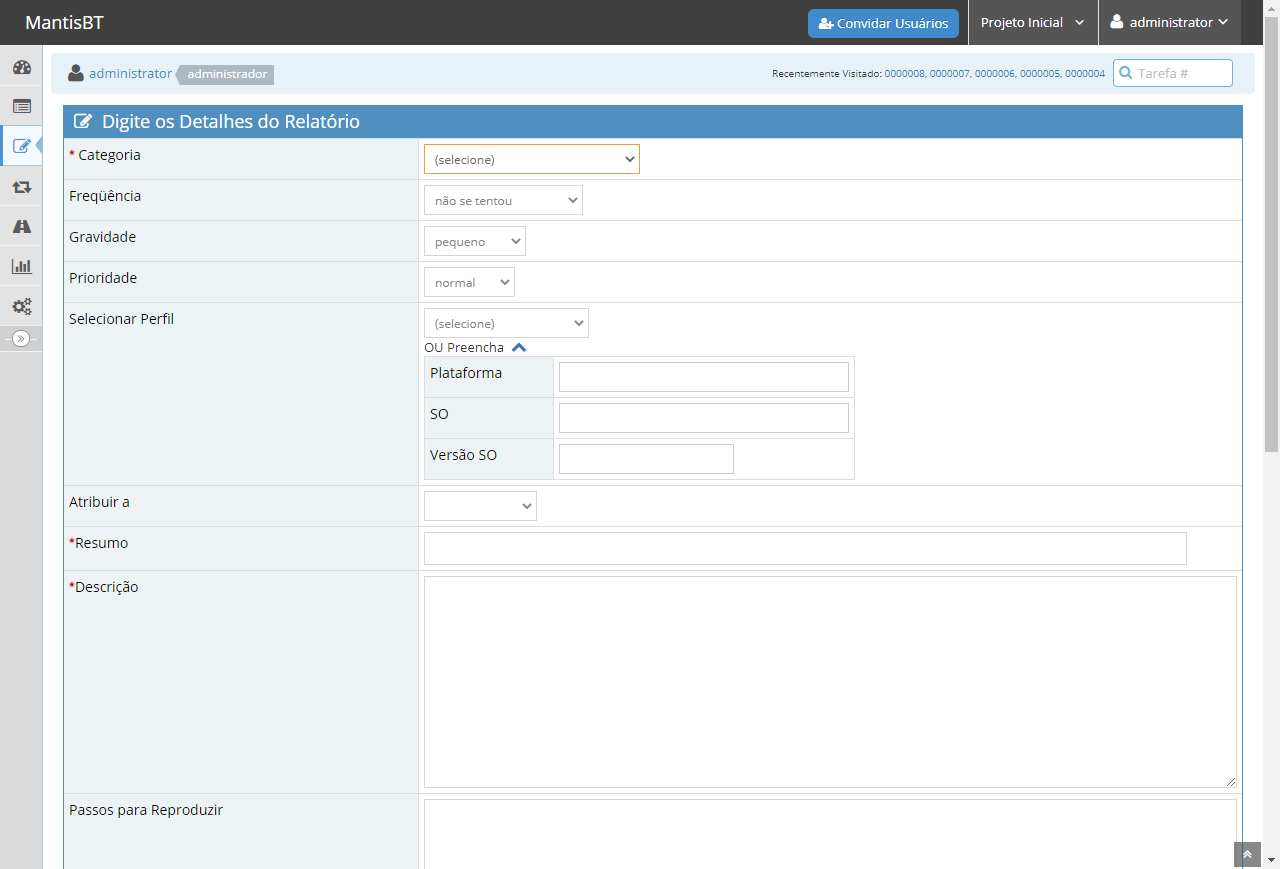 MantisBT
Convidar Usuários
Projeto Inicial
administrator
administrator administrador
Recentemente Visitado: 0000008, 0000007, 0000006, 0000005, 0000004
Tarefa #
Digite os Detalhes do Relatório
* Categoria
(selecione)
Freqüência
não se tentou
Gravidade
pequeno
Prioridade
normal
Selecionar Perfil
(selecione)
OU Preencha
Plataforma
SO
Versão SO
Atribuir a
*Resumo
*Descrição
Passos para Reproduzir